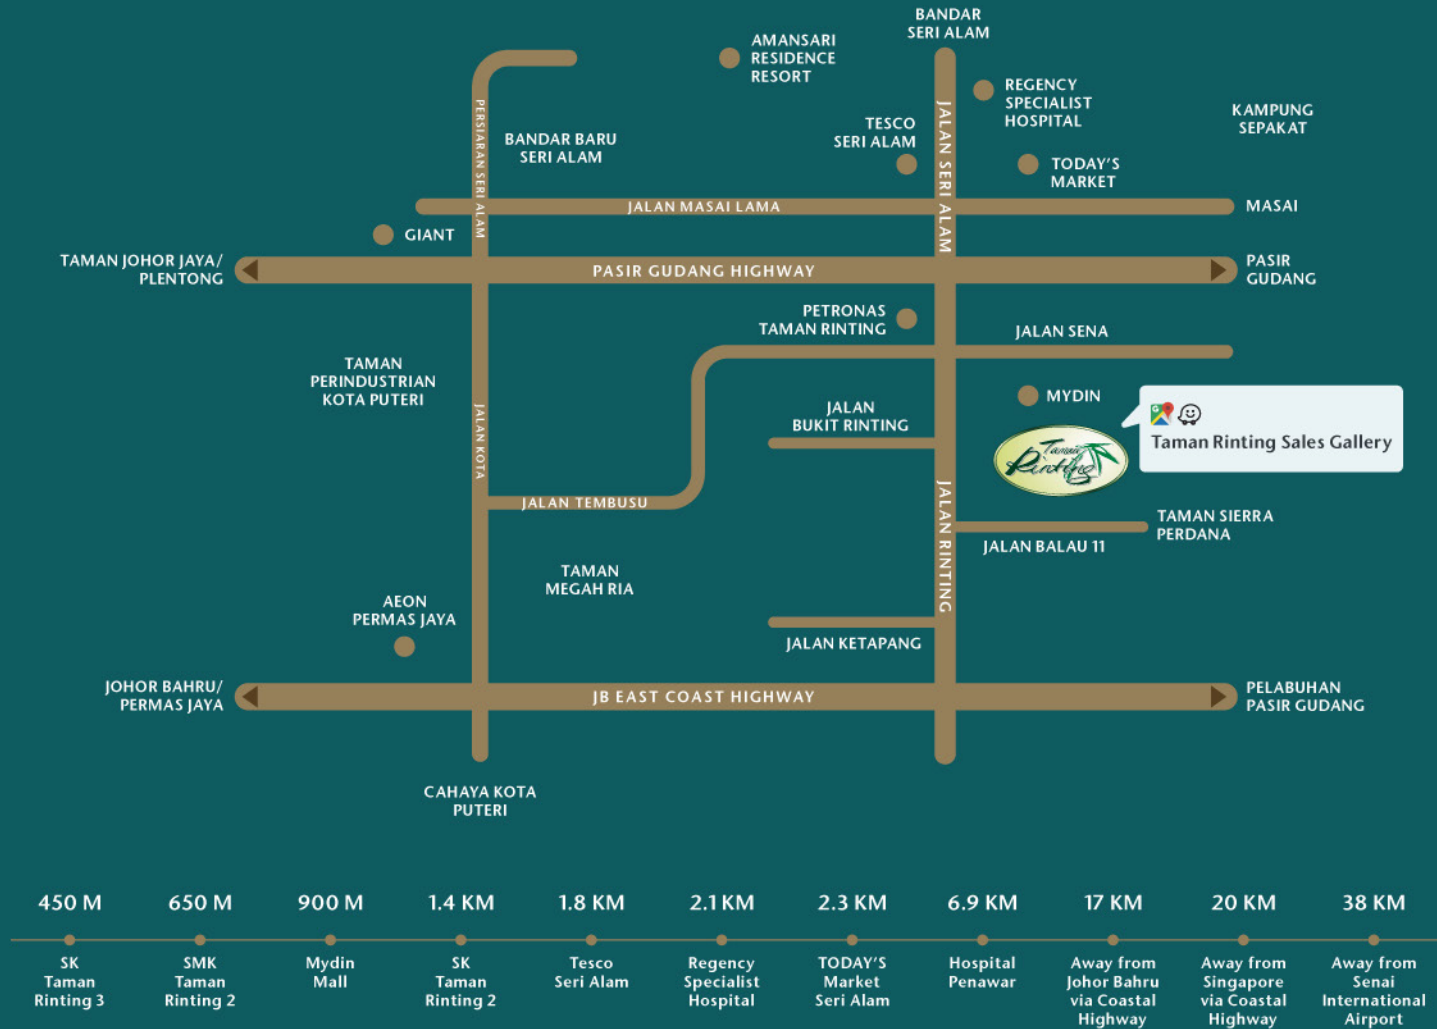 BANDAR
SERI ALAM
AMANSARI
RESIDENCE
RESORT
REGENCY
SPECIALIST
HOSPITAL
KAMPUNG
SEPAKAT
PERSIARAN SERI ALAM
BANDAR BARU
SERI ALAM
TESCO
SERI ALAM
JALAN SERI ALAM
TODAY'S
MARKET
JALAN MASAI LAMA
MASAI
GIANT
TAMAN JOHOR JAYA/
PLENTONG
PASIR GUDANG HIGHWAY
PASIR
GUDANG
PETRONAS
TAMAN RINTING
JALAN SENA
TAMAN
PERINDUSTRIAN
KOTA PUTERI
JALAN KOTA
JALAN
BUKIT RINTING
MYDIN
Taman
Rinting
Taman Rinting Sales Gallery
JALAN TEMBUSU
JALAN RINTING
TAMAN SIERRA
PERDANA
JALAN BALAU 11
TAMAN
MEGAH RIA
AEON
PERMAS JAYA
JALAN KETAPANG
JOHOR BAHRU/
PERMAS JAYA
JB EAST COAST HIGHWAY
PELABUHAN
PASIR GUDANG
CAHAYA KOTA
PUTERI
450 M
SK
Taman
Rinting 3
650 M
SMK
Taman
Rinting 2
900 M
Mydin
Mall
1.4 KM
SK
Taman
Rinting 2
1.8 KM
Tesco
Seri Alam
2.1 KM
Regency
Specialist
Hospital
2.3 KM
TODAY'S
Market
Seri Alam
6.9 KM
Hospital
Penawar
17 KM
Away from
Johor Bahru
via Coastal
Highway
20 KM
Away from
Singapore
via Coastal
Highway
38 KM
Away from
Senai
International
Airport